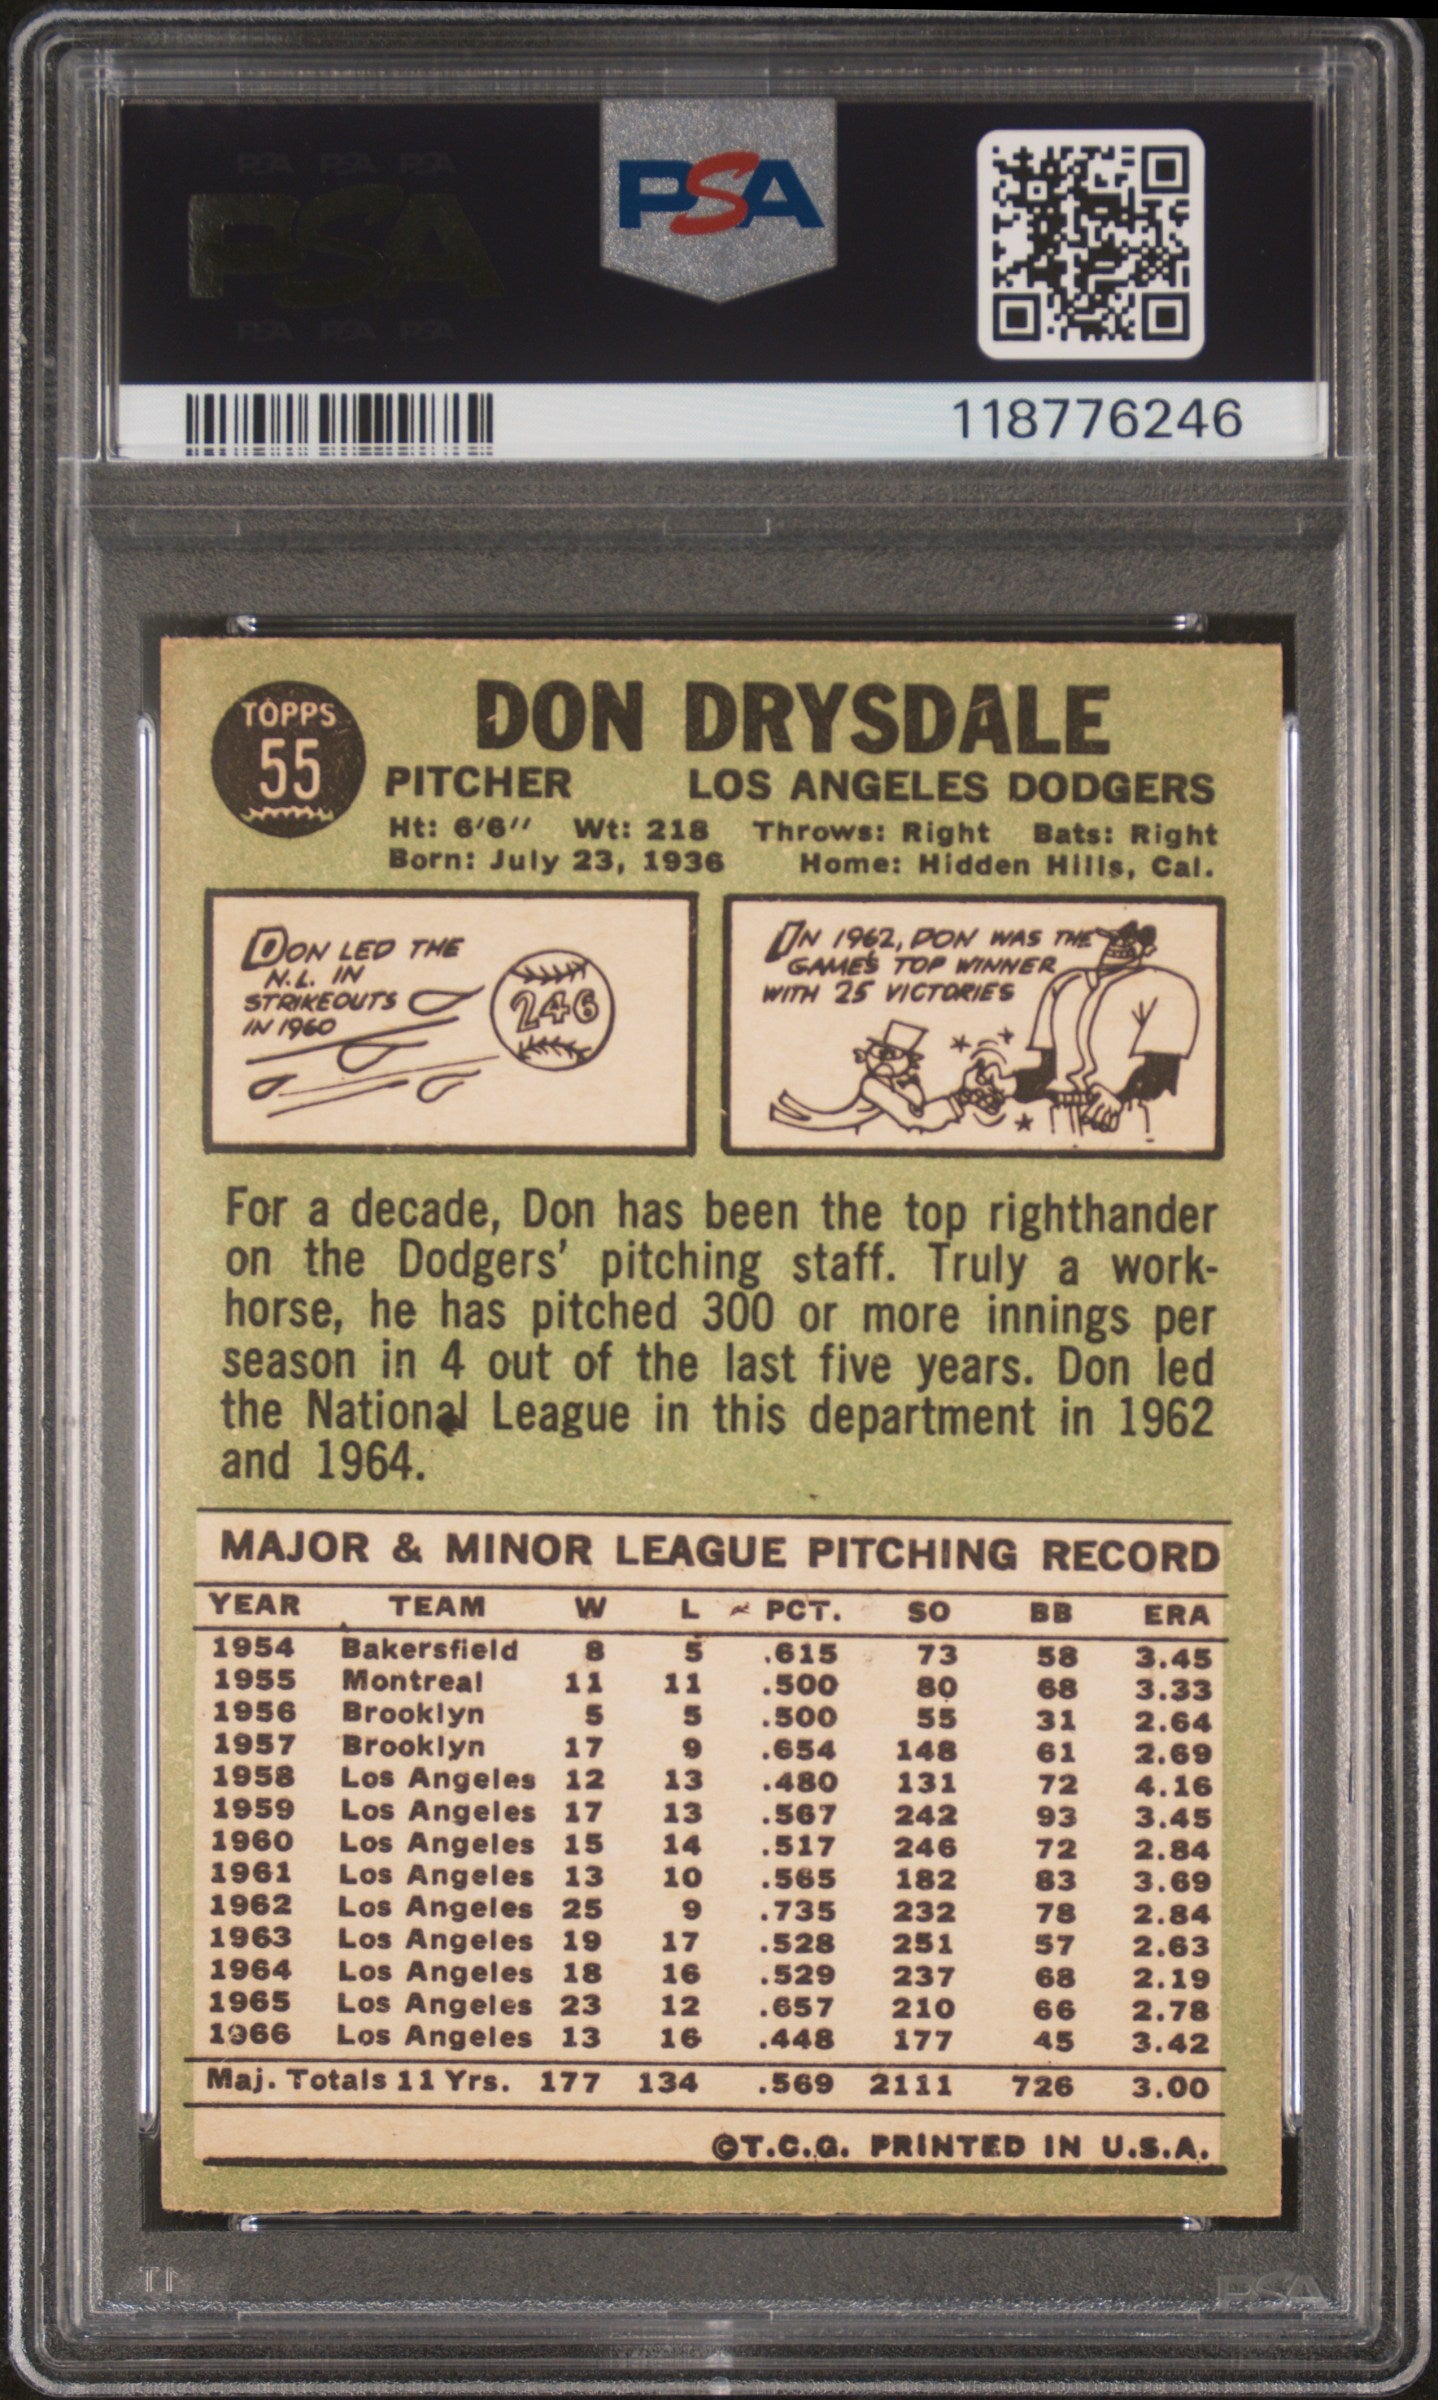 PSA PSA PSA
PSA
PSA PSA PSA
PSA
118776246
TOPPS
55
DON DRYSDALE
PITCHER LOS ANGELES DODGERS
Ht: 6'6" Wt: 218 Throws: Right Bats: Right
Born: July 23, 1936 Home: Hidden Hills, Cal.
DON LED THE
N.L. IN
STRIKEOUTS
IN 1960
246
IN 1962, DON WAS THE
GAME'S TOP WINNER
WITH 25 VICTORIES
For a decade, Don has been the top righthander
on the Dodgers' pitching staff. Truly a work-
horse, he has pitched 300 or more innings per
season in 4 out of the last five years. Don led
the National League in this department in 1962
and 1964.
MAJOR & MINOR LEAGUE PITCHING RECORD
YEAR TEAM W L PCT. SO BB ERA
1954 Bakersfield 8 5 .615 73 58 3.45
1955 Montreal 11 11 .500 80 68 3.33
1956 Brooklyn 5 5 .500 55 31 2.64
1957 Brooklyn 17 9 .654 148 61 2.69
1958 Los Angeles 12 13 .480 131 72 4.16
1959 Los Angeles 17 13 .567 242 93 3.45
1960 Los Angeles 15 14 .517 246 72 2.84
1961 Los Angeles 13 10 .565 182 83 3.69
1962 Los Angeles 25 9 .735 232 78 2.84
1963 Los Angeles 19 17 .528 251 57 2.63
1964 Los Angeles 18 16 .529 237 68 2.19
1965 Los Angeles 23 12 .657 210 66 2.78
1966 Los Angeles 13 16 .448 177 45 3.42
Maj. Totals 11 Yrs. 177 134 .569 2111 726 3.00
©T.C.G. PRINTED IN U.S.A.
PSA